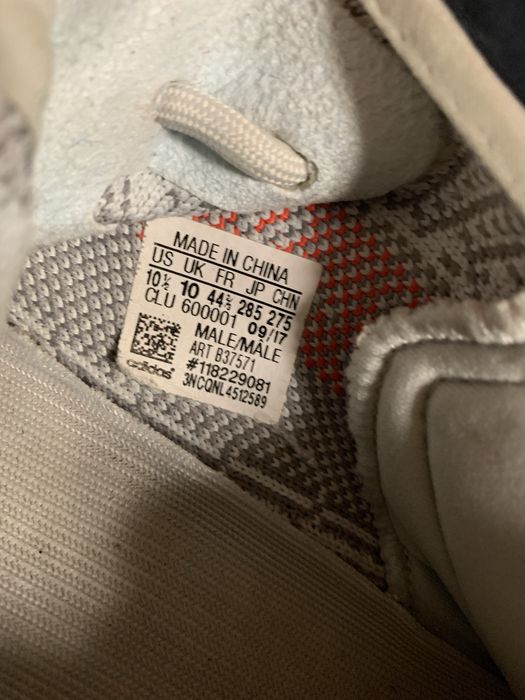 MADE IN CHINA
US UK FR JP CHN
10½ 10 44⅔ 285 275
CLU 600001 09/17
MALE/MÂLE
ART B37571
#118229081
3NCQNL4512589
adidas